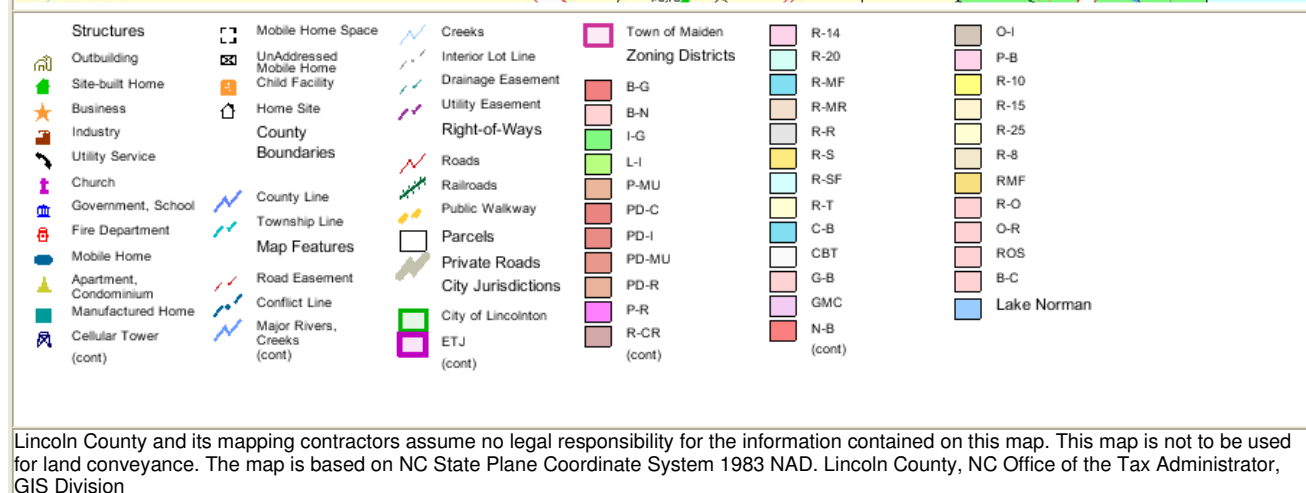 Structures
Outbuilding
Site-built Home
Business
Industry
Utility Service
Church
Government, School
Fire Department
Mobile Home
Apartment,
Condominium
Manufactured Home
Cellular Tower
(cont)
Mobile Home Space
UnAddressed
Mobile Home
Child Facility
Home Site
County
Boundaries
County Line
Township Line
Map Features
Road Easement
Conflict Line
Major Rivers,
Creeks
(cont)
Creeks
Interior Lot Line
Drainage Easement
Utility Easement
Right-of-Ways
Roads
Railroads
Public Walkway
Parcels
Private Roads
City Jurisdictions
City of Lincolnton
ETJ
(cont)
Town of Maiden
Zoning Districts
B-G
B-N
I-G
L-I
P-MU
PD-C
PD-I
PD-MU
PD-R
P-R
R-CR
(cont)
R-14
R-20
R-MF
R-MR
R-R
R-S
R-SF
R-T
C-B
CBT
G-B
GMC
N-B
(cont)
O-I
P-B
R-10
R-15
R-25
R-8
RMF
R-O
O-R
ROS
B-C
Lake Norman
Lincoln County and its mapping contractors assume no legal responsibility for the information contained on this map. This map is not to be used
for land conveyance. The map is based on NC State Plane Coordinate System 1983 NAD. Lincoln County, NC Office of the Tax Administrator,
GIS Division